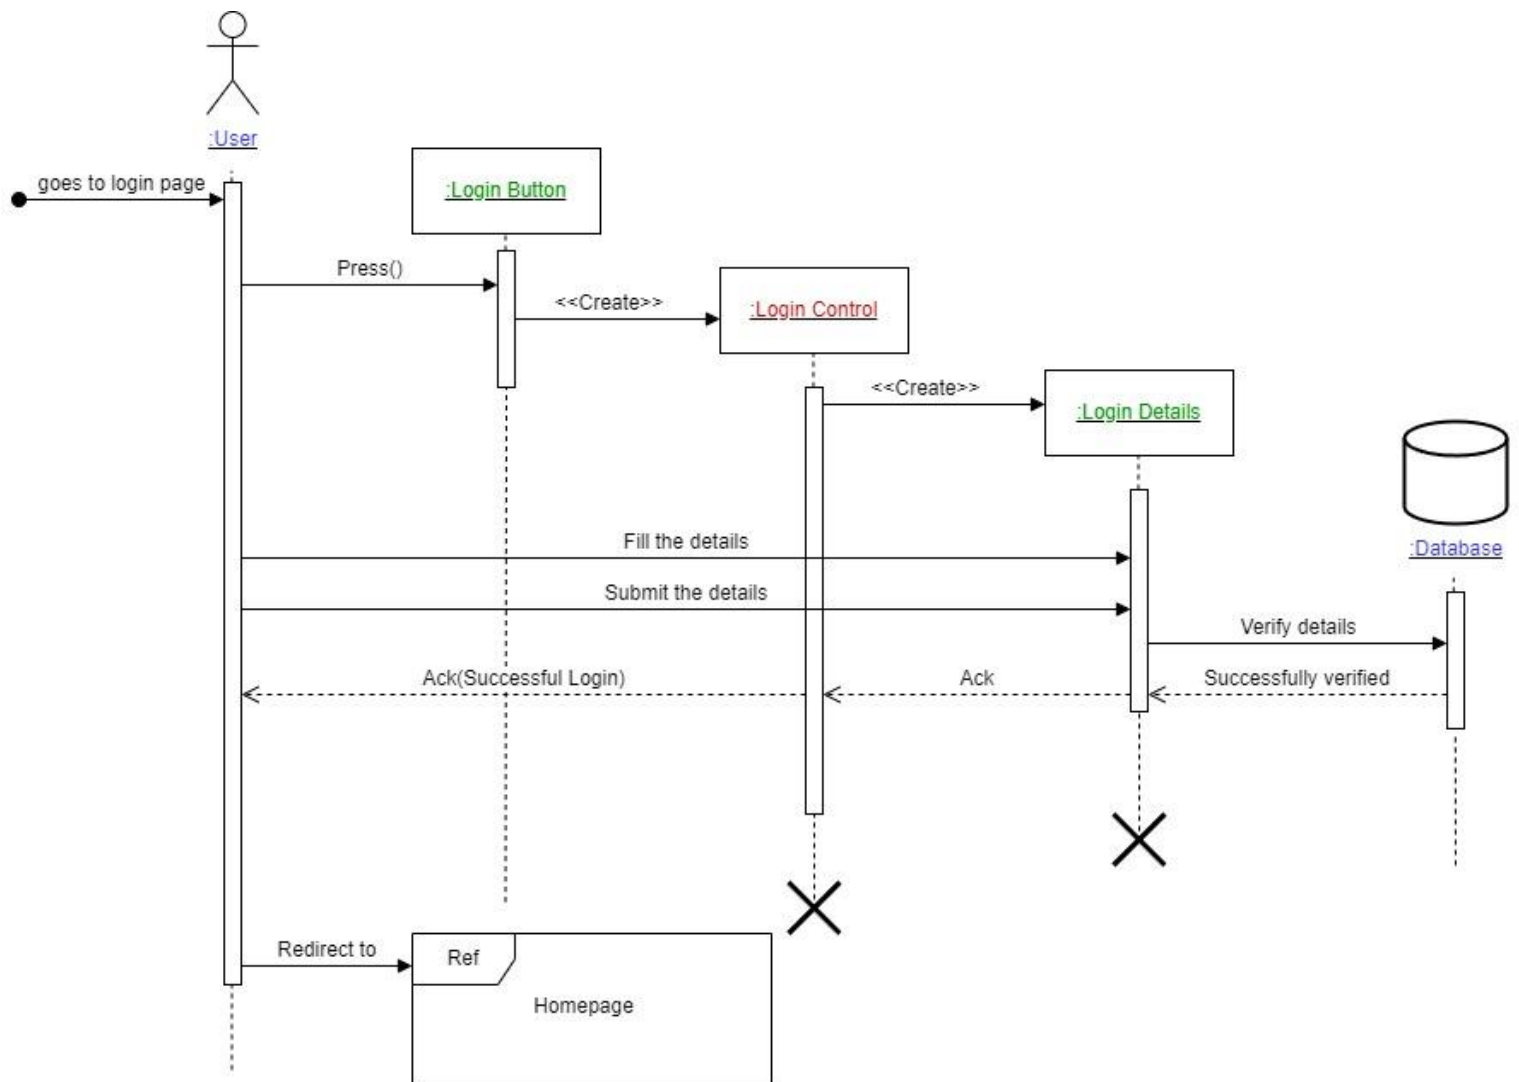 :User
goes to login page
:Login Button
Press()
<<Create>>
:Login Control
<<Create>>
:Login Details
Fill the details
:Database
Submit the details
Verify details
Ack(Successful Login)
Ack
Successfully verified
Redirect to
Ref
Homepage